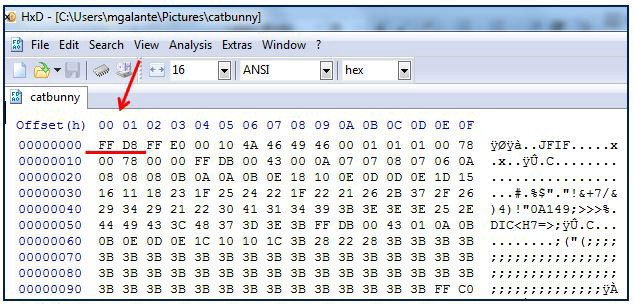 HxD - [C:\Users\mgalante\Pictures\catbunny]
File Edit Search View Analysis Extras Window ?
16 ANSI hex
catbunny
Offset(h) 00 01 02 03 04 05 06 07 08 09 0A 0B 0C 0D 0E 0F
00000000 FF D8 FF E0 00 10 4A 46 49 46 00 01 01 01 00 78 ÿØÿà..JFIF.....x
00000010 00 78 00 00 FF DB 00 43 00 0A 07 07 08 07 06 0A .x..ÿÛ.C........
00000020 08 08 08 0B 0A 0A 0B 0E 18 10 0E 0D 0D 0E 1D 15 ................
00000030 16 11 18 23 1F 25 24 22 1F 22 21 26 2B 37 2F 26 ...#.%$"."!&+7/&
00000040 29 34 29 21 22 30 41 31 34 39 3B 3E 3E 3E 25 2E )4)!"0A149;>>>%.
00000050 44 49 43 3C 48 37 3D 3E 3B FF DB 00 43 01 0A 0B DIC<H7=>;ÿÛ.C...
00000060 0B 0E 0D 0E 1C 10 10 1C 3B 28 22 28 3B 3B 3B 3B ........;("(;;;;
00000070 3B 3B 3B 3B 3B 3B 3B 3B 3B 3B 3B 3B 3B 3B 3B 3B ;;;;;;;;;;;;;;;;
00000080 3B 3B 3B 3B 3B 3B 3B 3B 3B 3B 3B 3B 3B 3B 3B 3B ;;;;;;;;;;;;;;;;
00000090 3B 3B 3B 3B 3B 3B 3B 3B 3B 3B 3B 3B 3B 3B FF C0 ;;;;;;;;;;;;;;ÿÀ